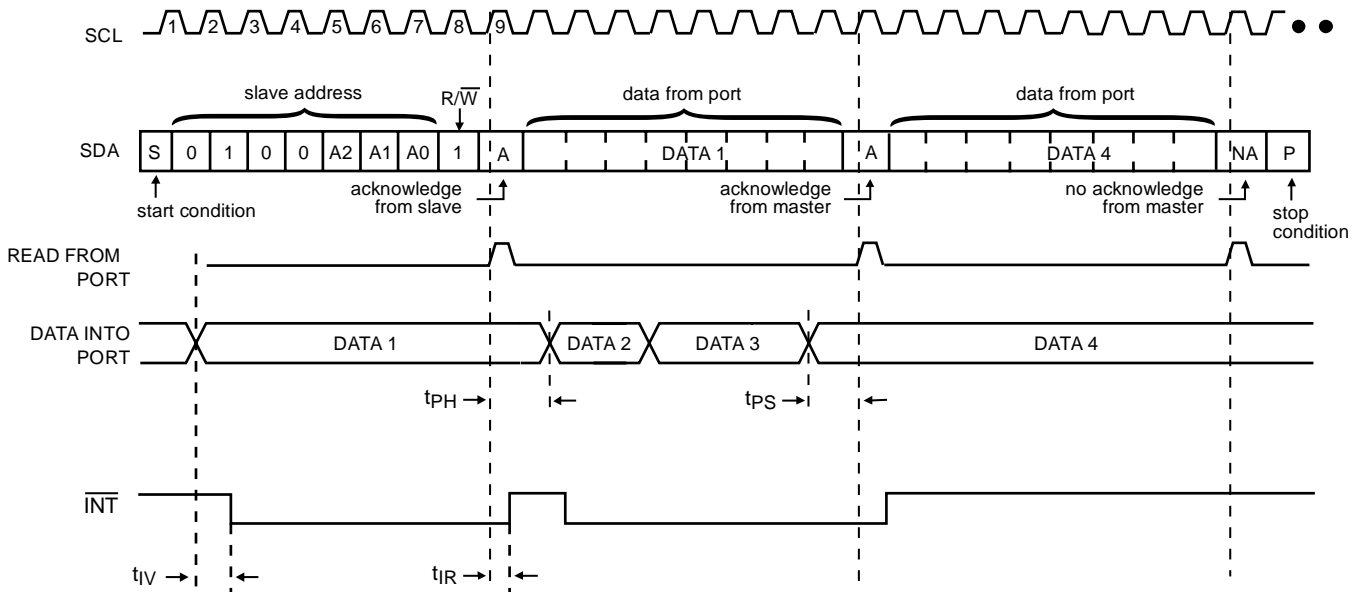 SCL 1 2 3 4 5 6 7 8 9
slave address R/W̅ data from port data from port
SDA S 0 1 0 0 A2 A1 A0 1 A DATA 1 A DATA 4 NA P
start condition
acknowledge
from slave
acknowledge
from master
no acknowledge
from master
stop
condition
READ FROM
PORT
DATA INTO
PORT
DATA 1 DATA 2 DATA 3 DATA 4
tPH tPS
I̅N̅T̅
tIV tIR